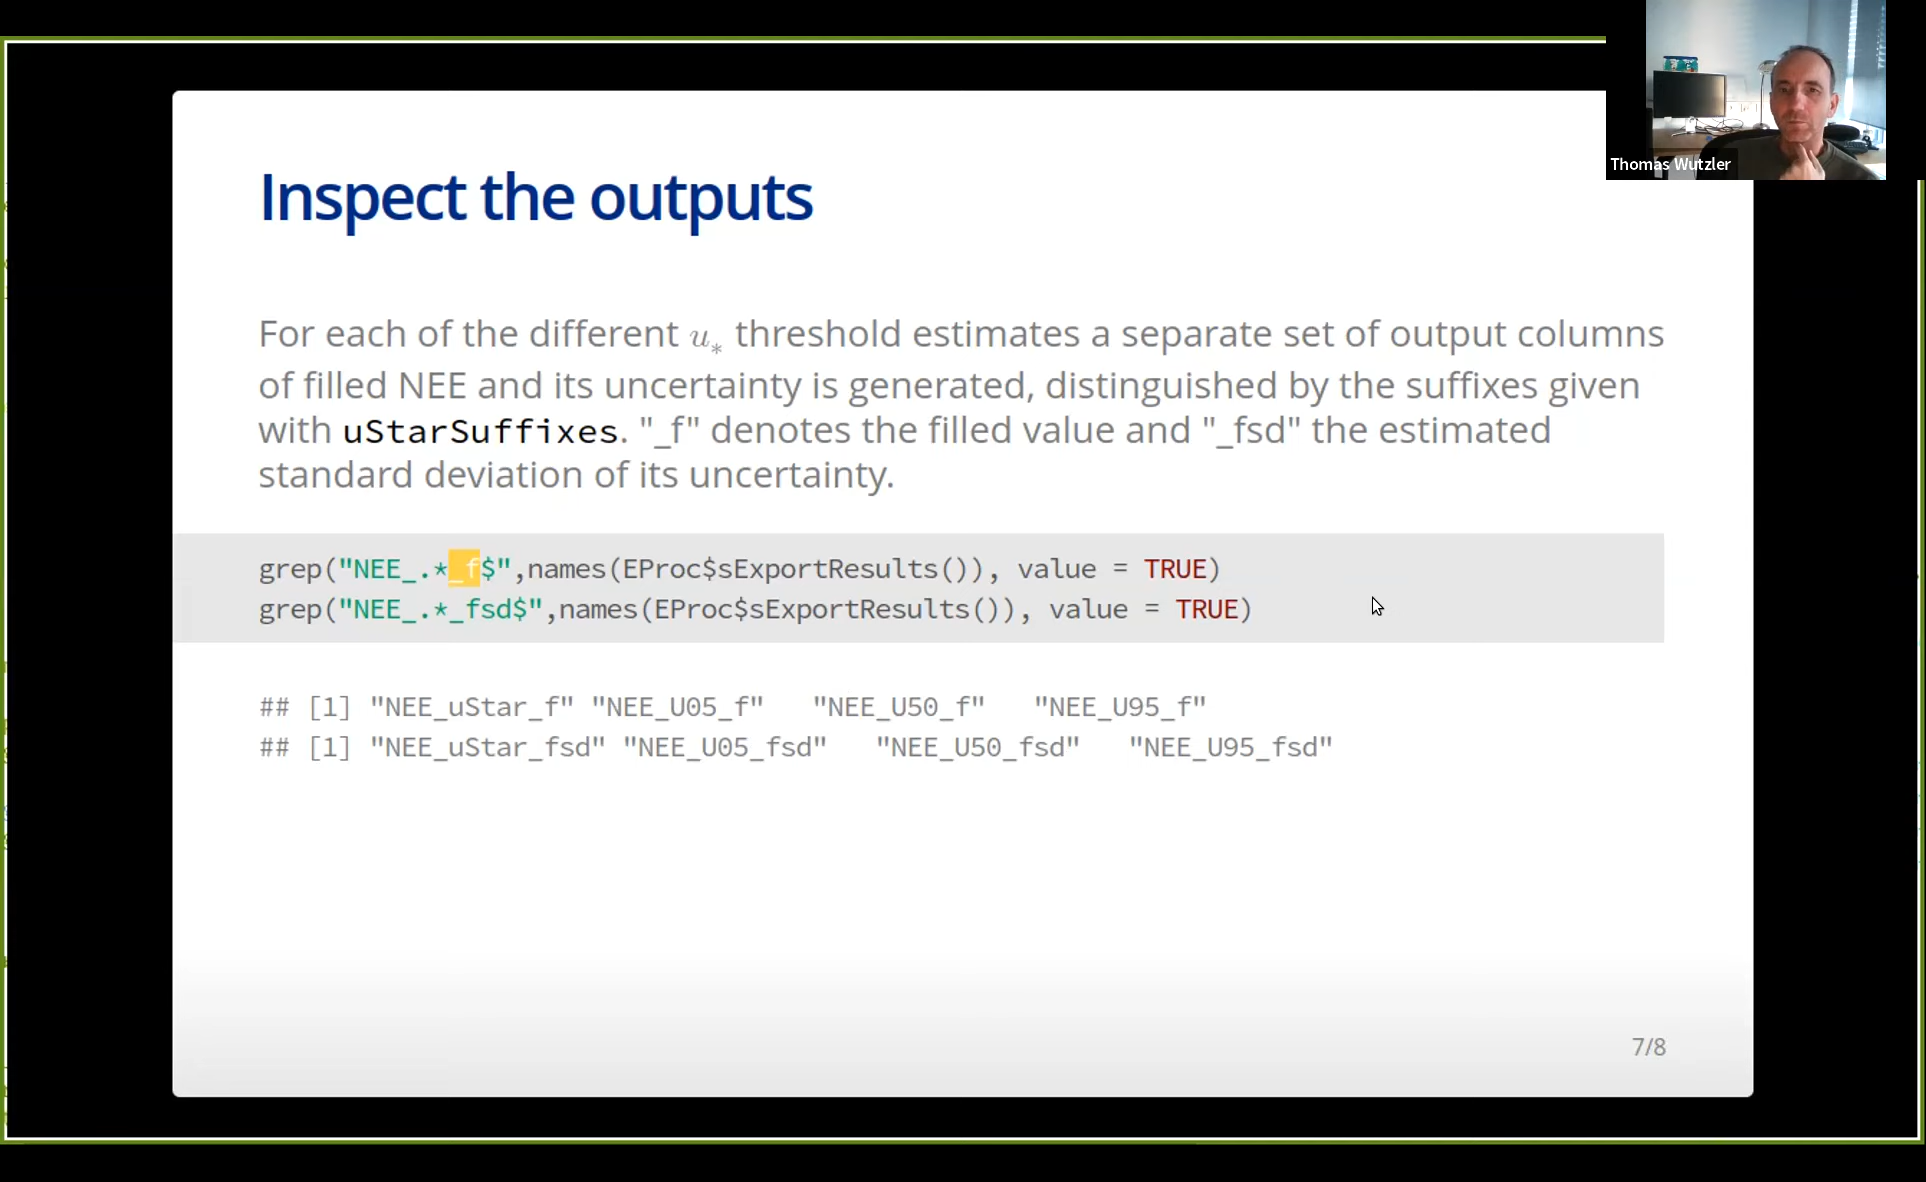 Thomas Wutzler
Inspect the outputs
For each of the different u* threshold estimates a separate set of output columns
of filled NEE and its uncertainty is generated, distinguished by the suffixes given
with uStarSuffixes. "_f" denotes the filled value and "_fsd" the estimated
standard deviation of its uncertainty.
grep("NEE_.*_f$",names(EProc$sExportResults()), value = TRUE)
grep("NEE_.*_fsd$",names(EProc$sExportResults()), value = TRUE)
## [1] "NEE_uStar_f" "NEE_U05_f"   "NEE_U50_f"   "NEE_U95_f"
## [1] "NEE_uStar_fsd" "NEE_U05_fsd"   "NEE_U50_fsd"   "NEE_U95_fsd"
7/8